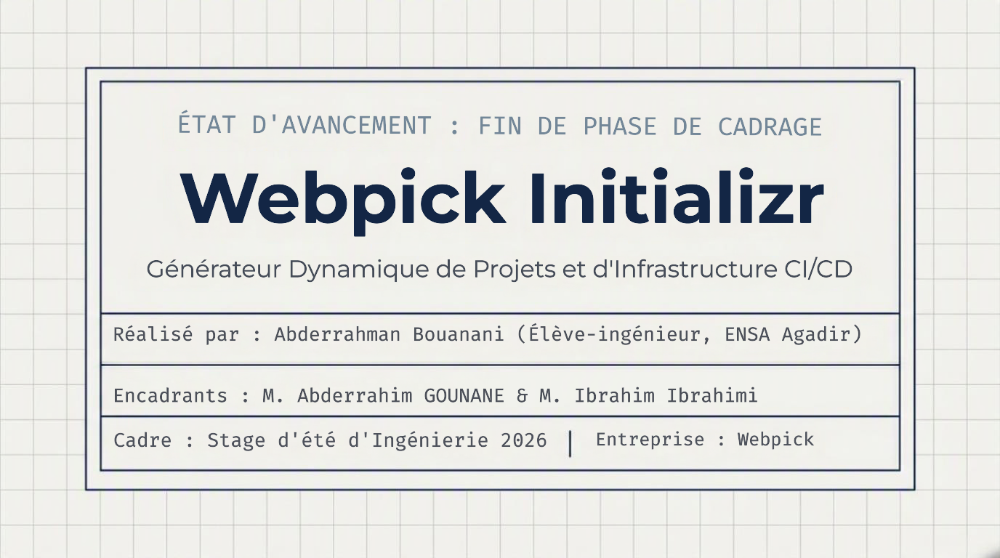 ÉTAT D'AVANCEMENT : FIN DE PHASE DE CADRAGE
Webpick Initializr
Générateur Dynamique de Projets et d'Infrastructure CI/CD
Réalisé par : Abderrahman Bouanani (Élève-ingénieur, ENSA Agadir)
Encadrants : M. Abderrahim GOUNANE & M. Ibrahim Ibrahimi
Cadre : Stage d'été d'Ingénierie 2026 | Entreprise : Webpick